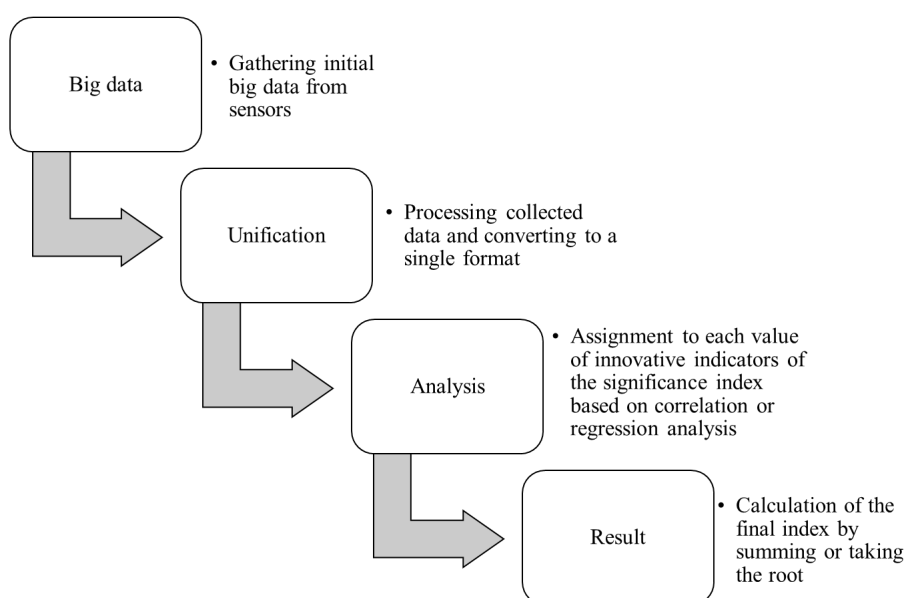 Big data
• Gathering initial
big data from
sensors
Unification
• Processing collected
data and converting to a
single format
Analysis
• Assignment to each value
of innovative indicators of
the significance index
based on correlation or
regression analysis
Result
• Calculation of the
final index by
summing or taking
the root